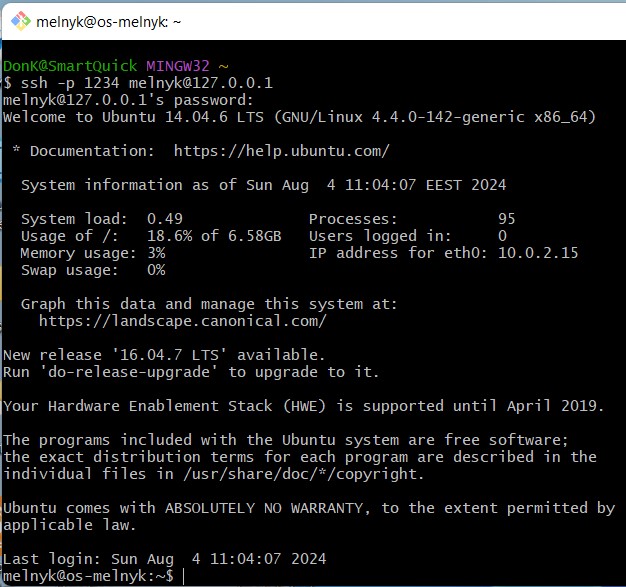 melnyk@os-melnyk: ~
DonK@SmartQuick MINGW32 ~
$ ssh -p 1234 melnyk@127.0.0.1
melnyk@127.0.0.1's password:
Welcome to Ubuntu 14.04.6 LTS (GNU/Linux 4.4.0-142-generic x86_64)

 * Documentation:  https://help.ubuntu.com/

  System information as of Sun Aug  4 11:04:07 EEST 2024

  System load:  0.49              Processes:           95
  Usage of /:   18.6% of 6.58GB   Users logged in:     0
  Memory usage: 3%                IP address for eth0: 10.0.2.15
  Swap usage:   0%

  Graph this data and manage this system at:
    https://landscape.canonical.com/

New release '16.04.7 LTS' available.
Run 'do-release-upgrade' to upgrade to it.

Your Hardware Enablement Stack (HWE) is supported until April 2019.

The programs included with the Ubuntu system are free software;
the exact distribution terms for each program are described in the
individual files in /usr/share/doc/*/copyright.

Ubuntu comes with ABSOLUTELY NO WARRANTY, to the extent permitted by
applicable law.

Last login: Sun Aug  4 11:04:07 2024
melnyk@os-melnyk:~$